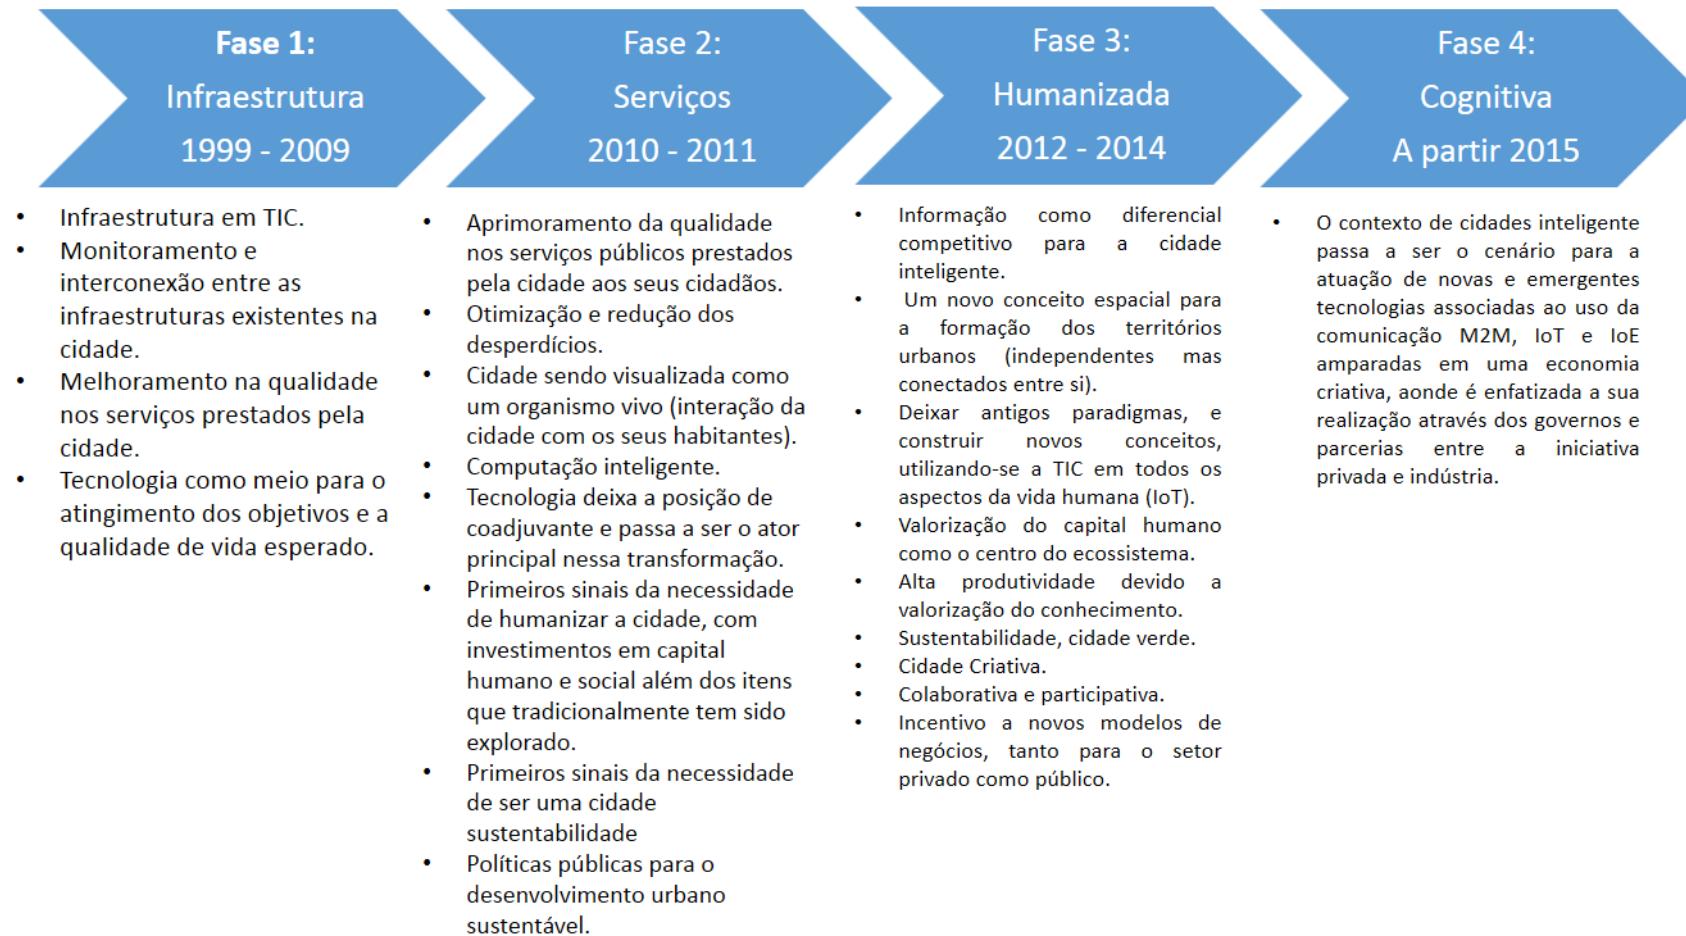 Fase 1:
Infraestrutura
1999 - 2009
• Infraestrutura em TIC.
• Monitoramento e
interconexão entre as
infraestruturas existentes na
cidade.
• Melhoramento na qualidade
nos serviços prestados pela
cidade.
• Tecnologia como meio para o
atingimento dos objetivos e a
qualidade de vida esperado.
Fase 2:
Serviços
2010 - 2011
• Aprimoramento da qualidade
nos serviços públicos prestados
pela cidade aos seus cidadãos.
• Otimização e redução dos
desperdícios.
• Cidade sendo visualizada como
um organismo vivo (interação da
cidade com os seus habitantes).
• Computação inteligente.
• Tecnologia deixa a posição de
coadjuvante e passa a ser o ator
principal nessa transformação.
• Primeiros sinais da necessidade
de humanizar a cidade, com
investimentos em capital
humano e social além dos itens
que tradicionalmente tem sido
explorado.
• Primeiros sinais da necessidade
de ser uma cidade
sustentabilidade
• Políticas públicas para o
desenvolvimento urbano
sustentável.
Fase 3:
Humanizada
2012 - 2014
• Informação como diferencial
competitivo para a cidade
inteligente.
• Um novo conceito espacial para
a formação dos territórios
urbanos (independentes mas
conectados entre si).
• Deixar antigos paradigmas, e
construir novos conceitos,
utilizando-se a TIC em todos os
aspectos da vida humana (IoT).
• Valorização do capital humano
como o centro do ecossistema.
• Alta produtividade devido a
valorização do conhecimento.
• Sustentabilidade, cidade verde.
• Cidade Criativa.
• Colaborativa e participativa.
• Incentivo a novos modelos de
negócios, tanto para o setor
privado como público.
Fase 4:
Cognitiva
A partir 2015
• O contexto de cidades inteligente
passa a ser o cenário para a
atuação de novas e emergentes
tecnologias associadas ao uso da
comunicação M2M, IoT e IoE
amparadas em uma economia
criativa, aonde é enfatizada a sua
realização através dos governos e
parcerias entre a iniciativa
privada e indústria.